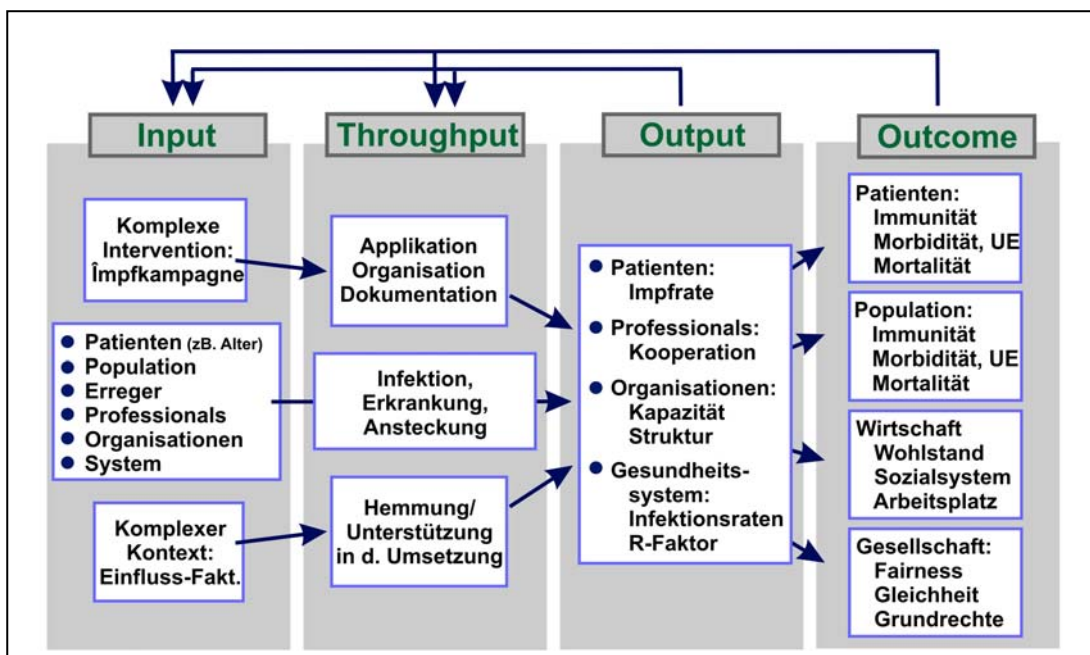 Input
Throughput
Output
Outcome
Komplexe
Intervention:
Împfkampagne
● Patienten (zB. Alter)
● Population
● Erreger
● Professionals
● Organisationen
● System
Komplexer
Kontext:
Einfluss-Fakt.
Applikation
Organisation
Dokumentation
Infektion,
Erkrankung,
Ansteckung
Hemmung/
Unterstützung
in d. Umsetzung
● Patienten:
Impfrate
● Professionals:
Kooperation
● Organisationen:
Kapazität
Struktur
● Gesundheits-
system:
Infektionsraten
R-Faktor
Patienten:
Immunität
Morbidität, UE
Mortalität
Population:
Immunität
Morbidität, UE
Mortalität
Wirtschaft
Wohlstand
Sozialsystem
Arbeitsplatz
Gesellschaft:
Fairness
Gleichheit
Grundrechte